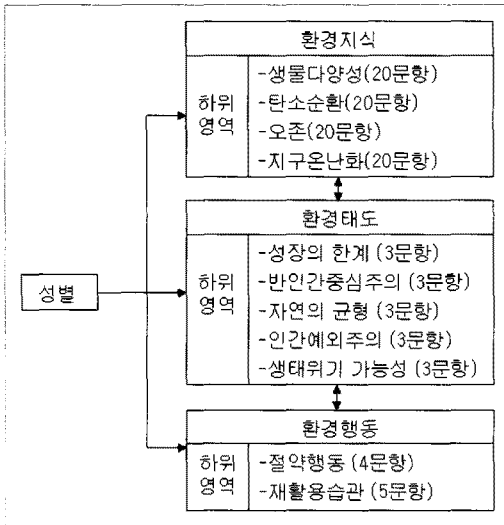 환경지식
하위
영역
-생물다양성(20문항)
-탄소순환(20문항)
-오존(20문항)
-지구온난화(20문항)
성별
환경태도
하위
영역
-성장의 한계 (3문항)
-반인간중심주의 (3문항)
-자연의 균형 (3문항)
-인간예외주의 (3문항)
-생태위기 가능성 (3문항)
환경행동
하위
영역
-절약행동 (4문항)
-재활용습관 (5문항)